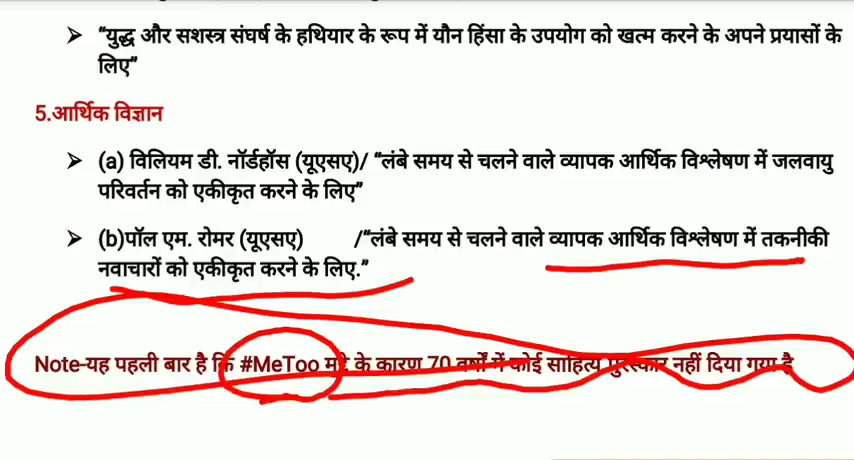 ➤ “युद्ध और सशस्त्र संघर्ष के हथियार के रूप में यौन हिंसा के उपयोग को खत्म करने के अपने प्रयासों के
लिए”
5.आर्थिक विज्ञान
➤ (a) विलियम डी. नॉर्डहॉस (यूएसए)/ “लंबे समय से चलने वाले व्यापक आर्थिक विश्लेषण में जलवायु
परिवर्तन को एकीकृत करने के लिए”
➤ (b)पॉल एम. रोमर (यूएसए) /“लंबे समय से चलने वाले व्यापक आर्थिक विश्लेषण में तकनीकी
नवाचारों को एकीकृत करने के लिए.”
Note-यह पहली बार है कि #MeToo मुद्दे के कारण 70 वर्षों में कोई साहित्य पुरस्कार नहीं दिया गया है